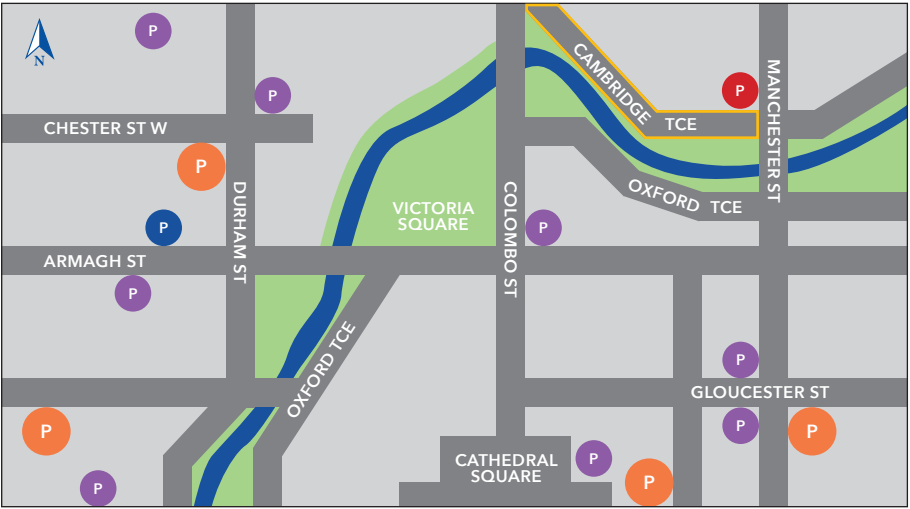 P
P
CAMBRIDGE
TCE
P
MANCHESTER ST
N
CHESTER ST W
P
DURHAM ST
VICTORIA
SQUARE
COLOMBO ST
OXFORD TCE
P
P
ARMAGH ST
P
OXFORD TCE
P
GLOUCESTER ST
P
P
P
CATHEDRAL
SQUARE
P
P
P